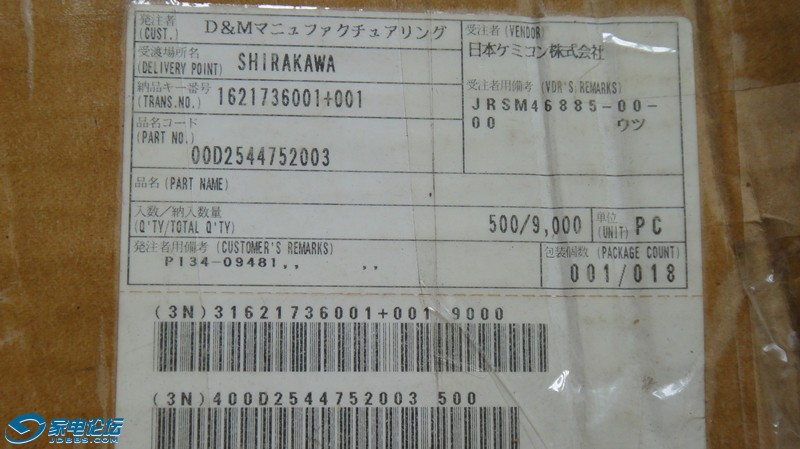 発注者 (CUST.) D&Mマニュファクチュアリング
受渡場所名 (DELIVERY POINT) SHIRAKAWA
納品キー番号 (TRANS.NO.) 1621736001+001
品名コード (PART NO.)
00D2544752003
受注者 (VENDOR)
日本ケミコン株式会社
受注者用備考 (VDR'S REMARKS)
JRSM46885-00-
00 ウツ
品名 (PART NAME)
入数/納入数量 (Q'TY/TOTAL Q'TY) 500/9,000 単位 (UNIT) PC
発注者用備考 (CUSTOMER'S REMARKS)
P134-09481,, ,,
包装個数 (PACKAGE COUNT)
001/018
(3N)31621736001+001 9000
(3N)400D2544752003 500
家电论坛
JDBBS.COM